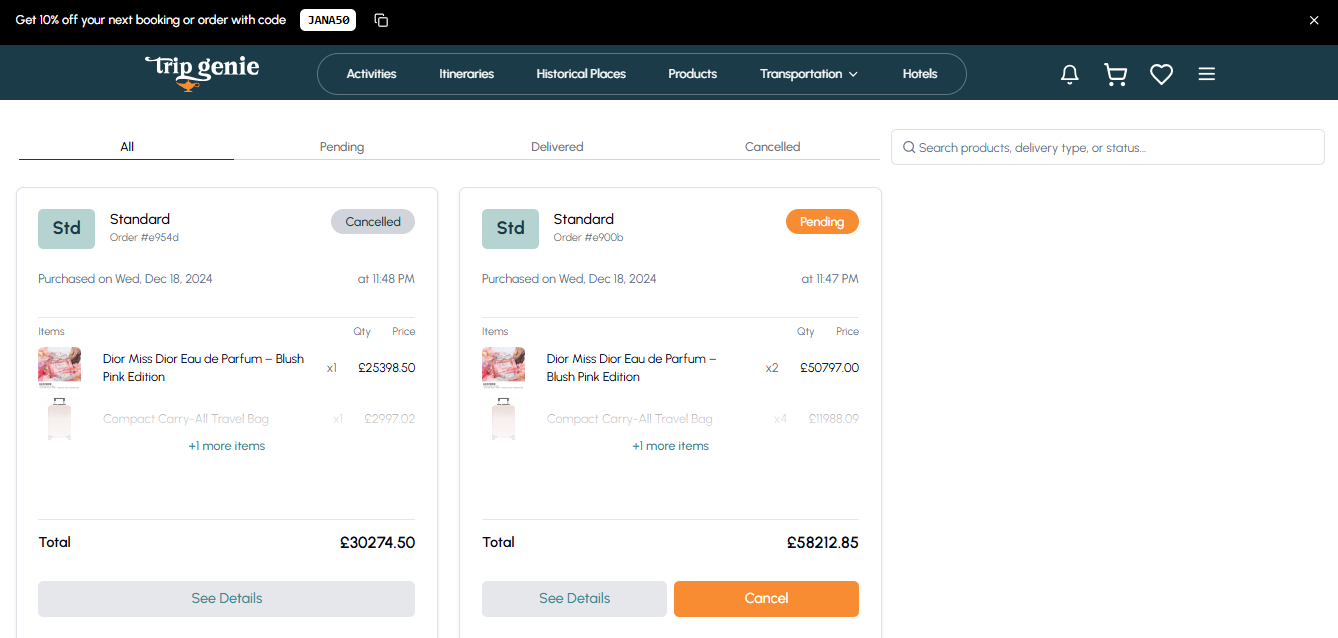 Get 10% off your next booking or order with code JANA50
trip genie
Activities Itineraries Historical Places Products Transportation Hotels
All Pending Delivered Cancelled
Search products, delivery type, or status...
Std
Standard
Order #e954d
Cancelled
Purchased on Wed, Dec 18, 2024 at 11:48 PM
Items Qty Price
Dior Miss Dior Eau de Parfum – Blush
Pink Edition
x1 £25398.50
Compact Carry-All Travel Bag x1 £2997.02
+1 more items
Total £30274.50
See Details
Std
Standard
Order #e900b
Pending
Purchased on Wed, Dec 18, 2024 at 11:47 PM
Items Qty Price
Dior Miss Dior Eau de Parfum –
Blush Pink Edition
x2 £50797.00
Compact Carry-All Travel Bag x4 £11988.09
+1 more items
Total £58212.85
See Details Cancel